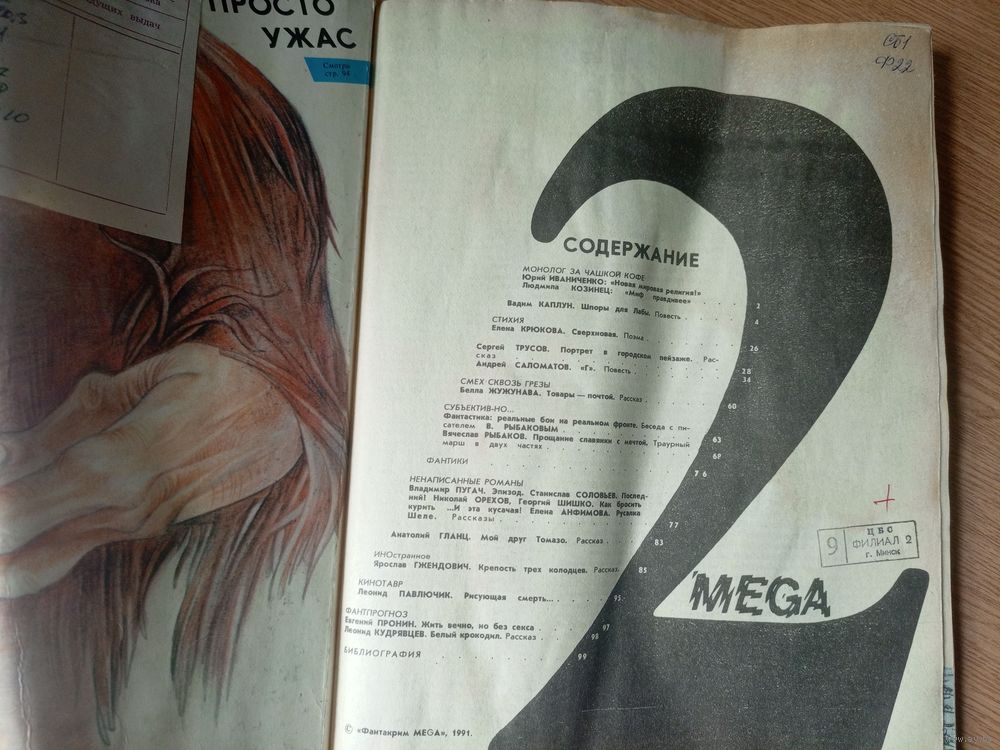 едущих выдач
ПРОСТО
УЖАС
Смотри
стр. 94
СБ1
Ф22
СОДЕРЖАНИЕ
МОНОЛОГ ЗА ЧАШКОЙ КОФЕ
Юрий ИВАНИЧЕНКО: «Новая мировая религия!»
Людмила КОЗИНЕЦ: «Миф правдивее» . 2
Вадим КАПЛУН. Шпоры для Лебы. Повесть . 4
СТИХИЯ
Елена КРЮКОВА. Сверхновая. Поэма . 26
Сергей ТРУСОВ. Портрет в городском пейзаже. Рас-
сказ . 28
Андрей САЛОМАТОВ. «Г». Повесть . 34
СМЕХ СКВОЗЬ ГРЕЗЫ
Белла ЖУЖУНАВА. Товары — почтой. Рассказ . 60
СУБЪЕКТИВ-НО...
Фантастика: реальные бои на реальном фронте. Беседа с пи-
сателем В. РЫБАКОВЫМ . 63
Вячеслав РЫБАКОВ. Прощание славянки с мечтой. Траурный
марш в двух частях . 68
ФАНТИКИ . 76
НЕНАПИСАННЫЕ РОМАНЫ
Владимир ПУГАЧ. Эпизод. Станислав СОЛОВЬЕВ. Послед-
ний! Николай ОРЕХОВ, Георгий ШИШКО. Как бросить
курить ...И эта кусачая! Елена АНФИМОВА. Русалка
Шеле. Рассказы . 77
Анатолий ГЛАНЦ. Мой друг Томазо. Рассказ . 83
ИНОстранное
Ярослав ГЖЕНДОВИЧ. Крепость трех колодцев. Рассказ. 85
КИНОТАВР
Леонид ПАВЛЮЧИК. Рисующая смерть... . 95
ФАНТПРОГНОЗ
Евгений ПРОНИН. Жить вечно, но без секса . 97
Леонид КУДРЯВЦЕВ. Белый крокодил. Рассказ . 98
БИБЛИОГРАФИЯ . 99
© «Фантакрим MEGA», 1991.
2
MEGA
9
ЦБС
ФИЛИАЛ 2
г. Минск